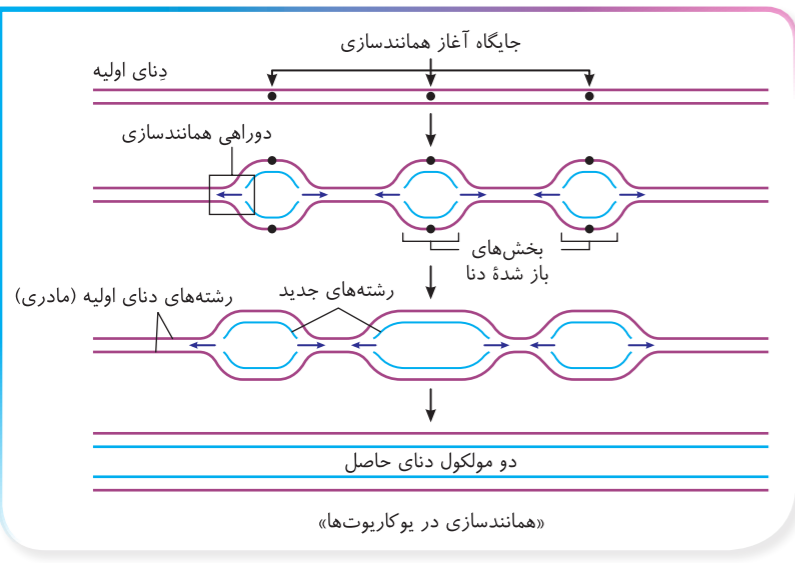 جایگاه آغاز همانندسازی
دِنای اولیه
دوراهی همانندسازی
بخش‌های
باز شدهٔ دنا
رشته‌های جدید
رشته‌های دنای اولیه (مادری)
دو مولکول دنای حاصل
«همانندسازی در یوکاریوت‌ها»